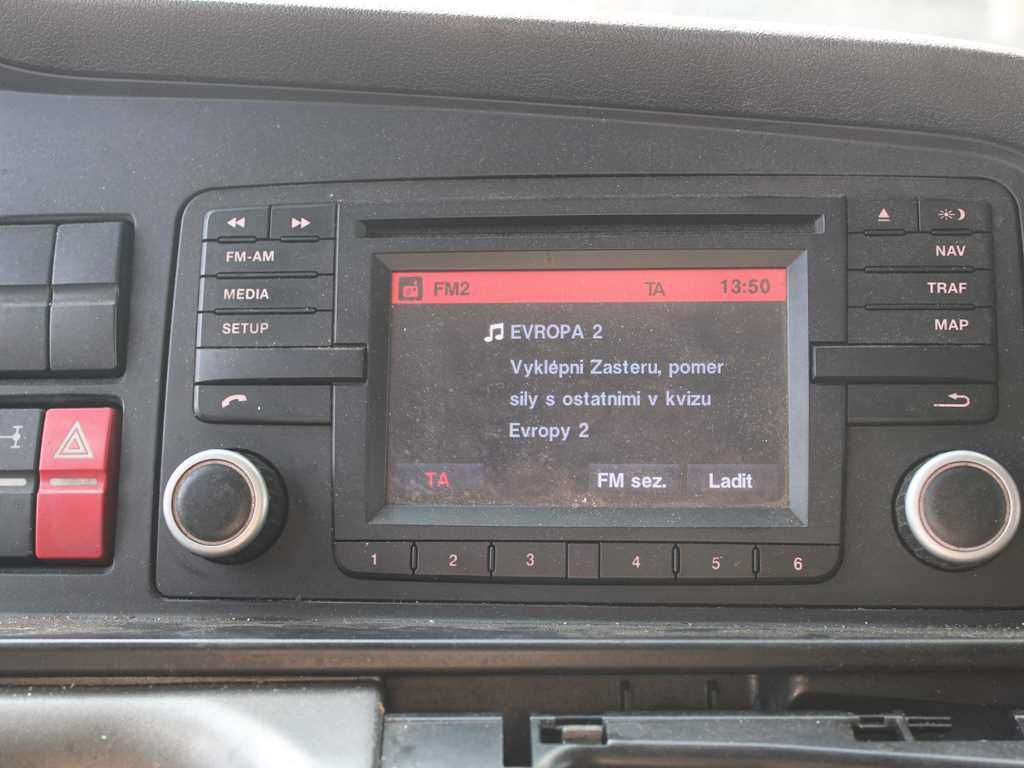 FM-AM
MEDIA
SETUP
FM2 TA 13:50
EVROPA 2
Vyklépni Zasteru, pomer
sily s ostatnimi v kvizu
Evropy 2
TA FM sez. Ladit
NAV
TRAF
MAP
1 2 3 4 5 6